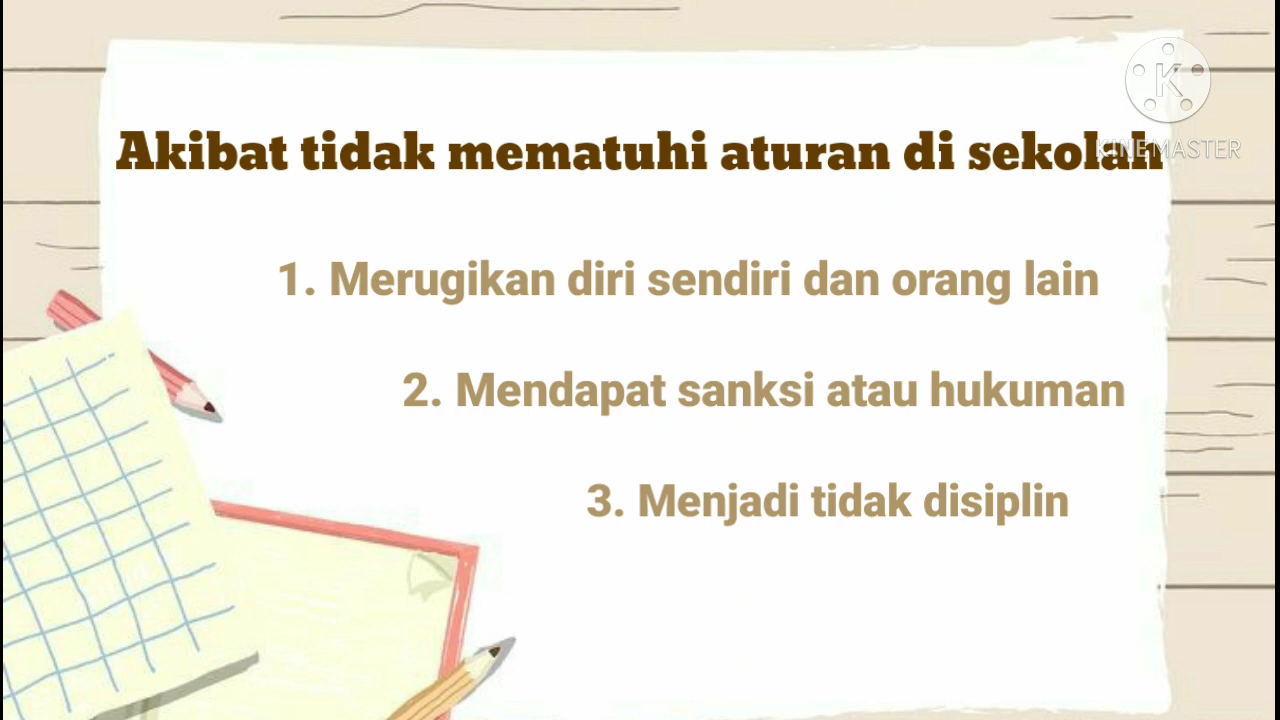 Akibat tidak mematuhi aturan di sekolah
K
KINEMASTER
1. Merugikan diri sendiri dan orang lain
2. Mendapat sanksi atau hukuman
3. Menjadi tidak disiplin